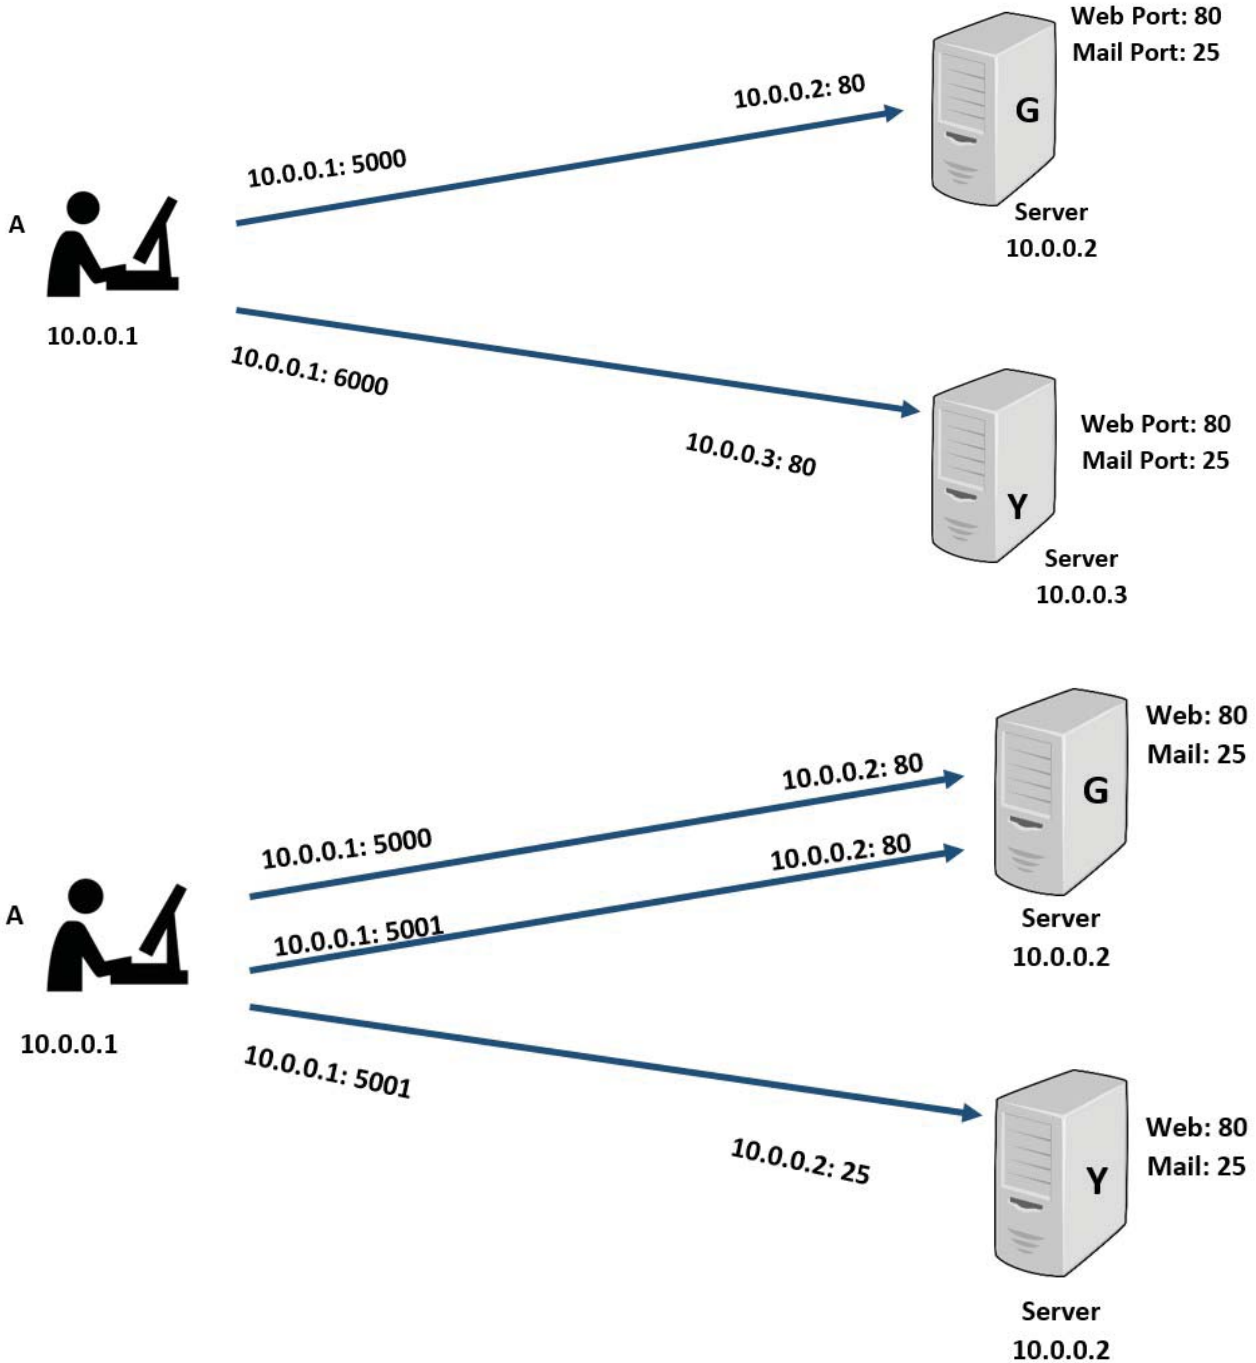 Web Port: 80
Mail Port: 25
10.0.0.2: 80
G
10.0.0.1: 5000
A
Server
10.0.0.2
10.0.0.1
10.0.0.1: 6000
10.0.0.3: 80
Web Port: 80
Mail Port: 25
Y
Server
10.0.0.3
Web: 80
Mail: 25
10.0.0.2: 80
G
10.0.0.1: 5000
10.0.0.2: 80
A
10.0.0.1: 5001
Server
10.0.0.2
10.0.0.1
10.0.0.1: 5001
10.0.0.2: 25
Web: 80
Mail: 25
Y
Server
10.0.0.2